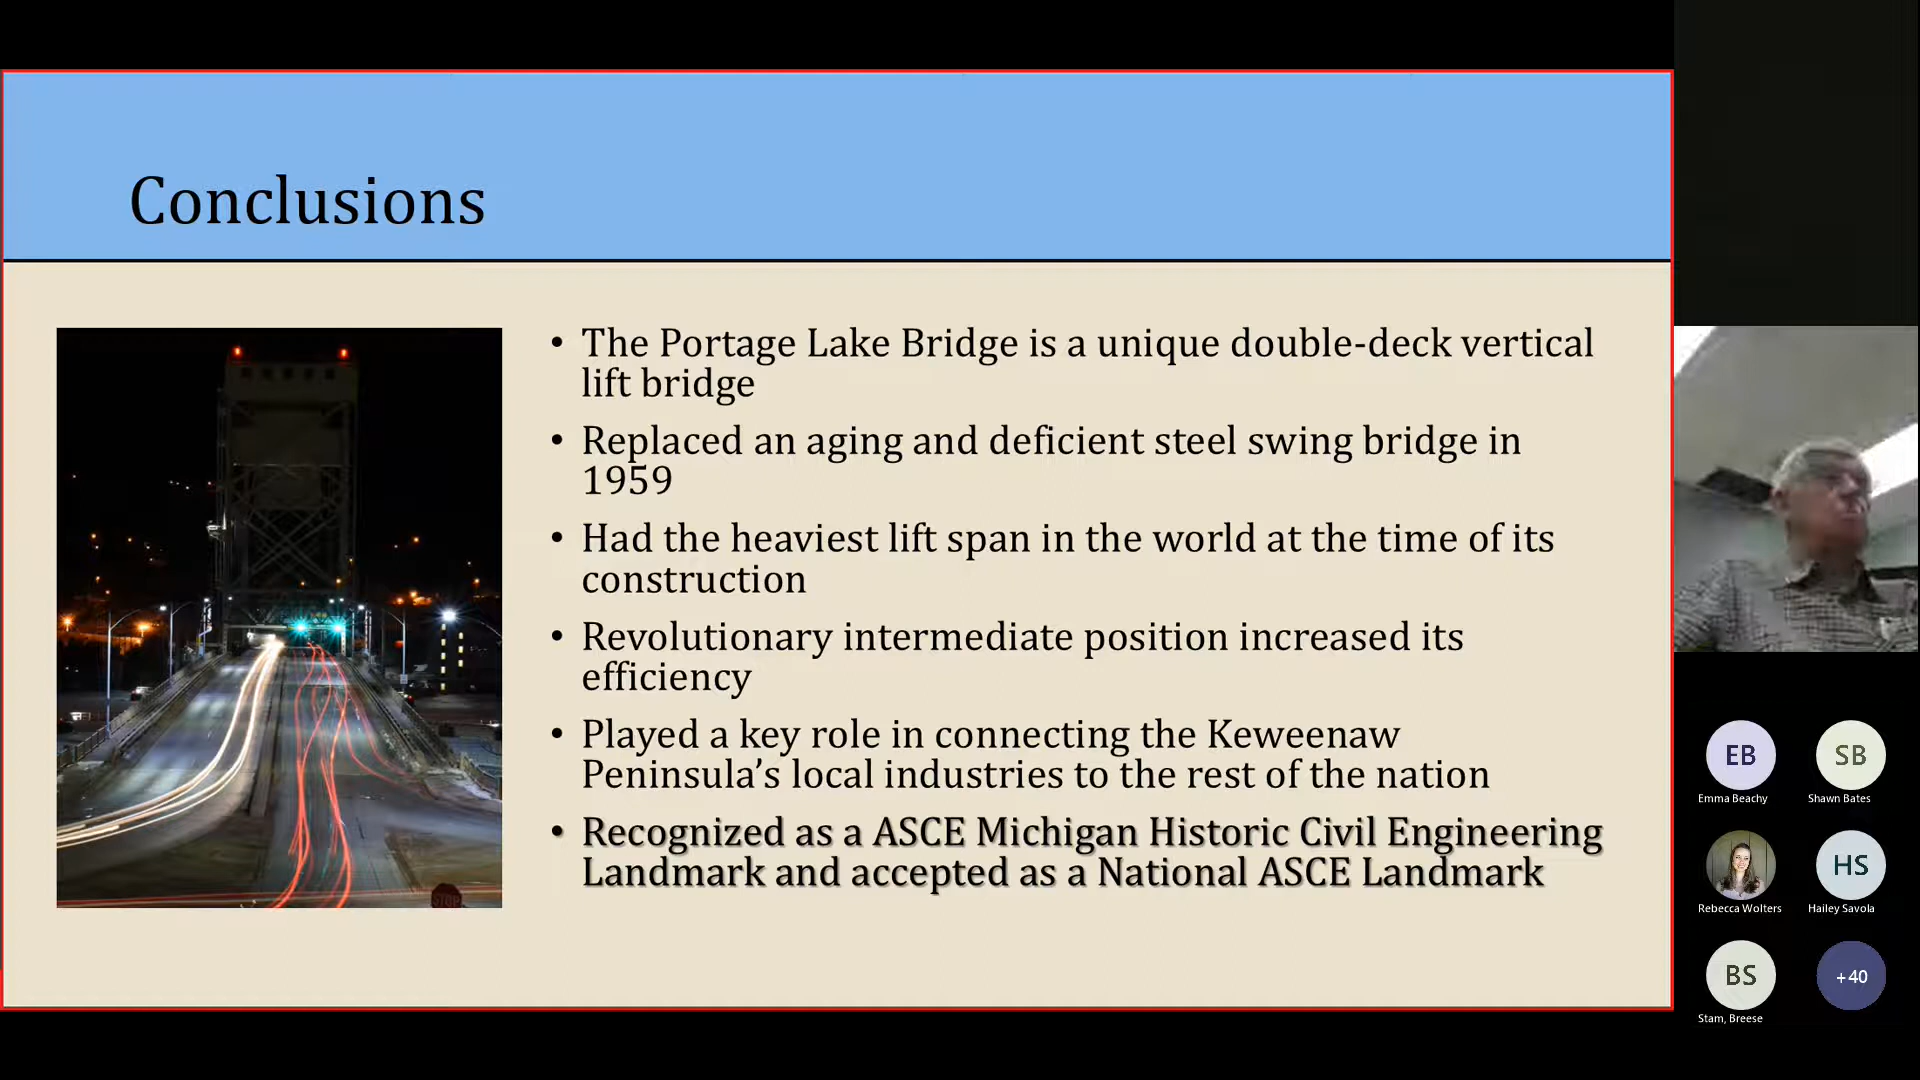 Conclusions
• The Portage Lake Bridge is a unique double-deck vertical
lift bridge
• Replaced an aging and deficient steel swing bridge in
1959
• Had the heaviest lift span in the world at the time of its
construction
• Revolutionary intermediate position increased its
efficiency
• Played a key role in connecting the Keweenaw
Peninsula’s local industries to the rest of the nation
• Recognized as a ASCE Michigan Historic Civil Engineering
Landmark and accepted as a National ASCE Landmark
STOP
EB
Emma Beachy
SB
Shawn Bates
Rebecca Wolters
HS
Hailey Savola
BS
Stam, Breese
+40